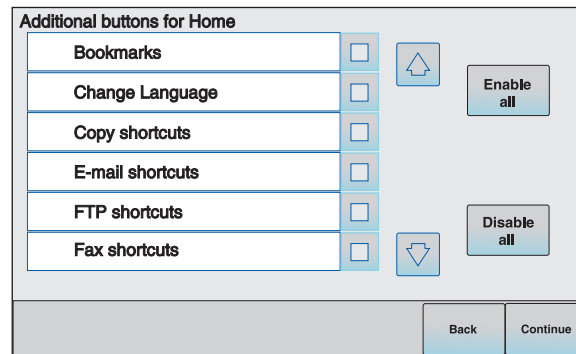 Additional buttons for Home
Bookmarks
Change Language
Copy shortcuts
E-mail shortcuts
FTP shortcuts
Fax shortcuts
Enable
all
Disable
all
Back
Continue